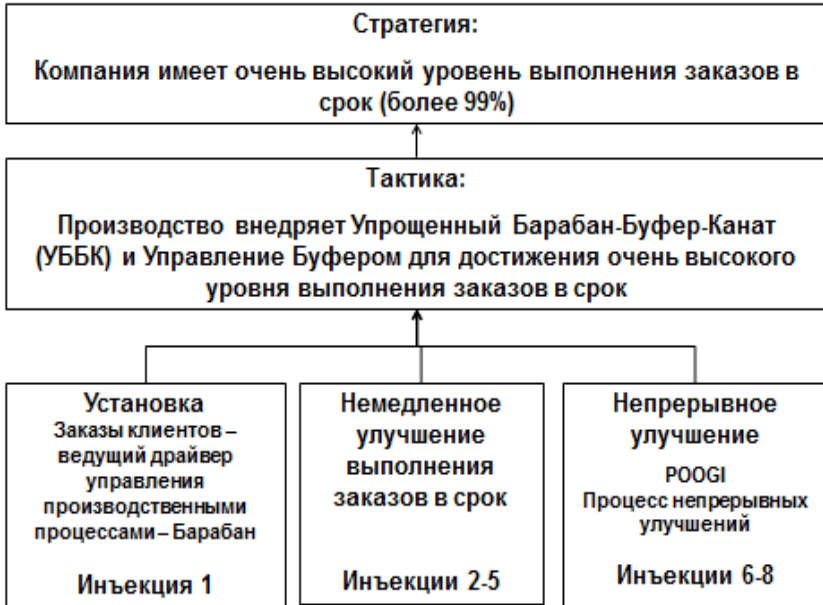 Стратегия:
Компания имеет очень высокий уровень выполнения заказов в
срок (более 99%)
Тактика:
Производство внедряет Упрощенный Барабан-Буфер-Канат
(УББК) и Управление Буфером для достижения очень высокого
уровня выполнения заказов в срок
Установка
Заказы клиентов –
ведущий драйвер
управления
производственными
процессами – Барабан
Инъекция 1
Немедленное
улучшение
выполнения
заказов в срок
Инъекции 2-5
Непрерывное
улучшение
POOGI
Процесс непрерывных
улучшений
Инъекции 6-8